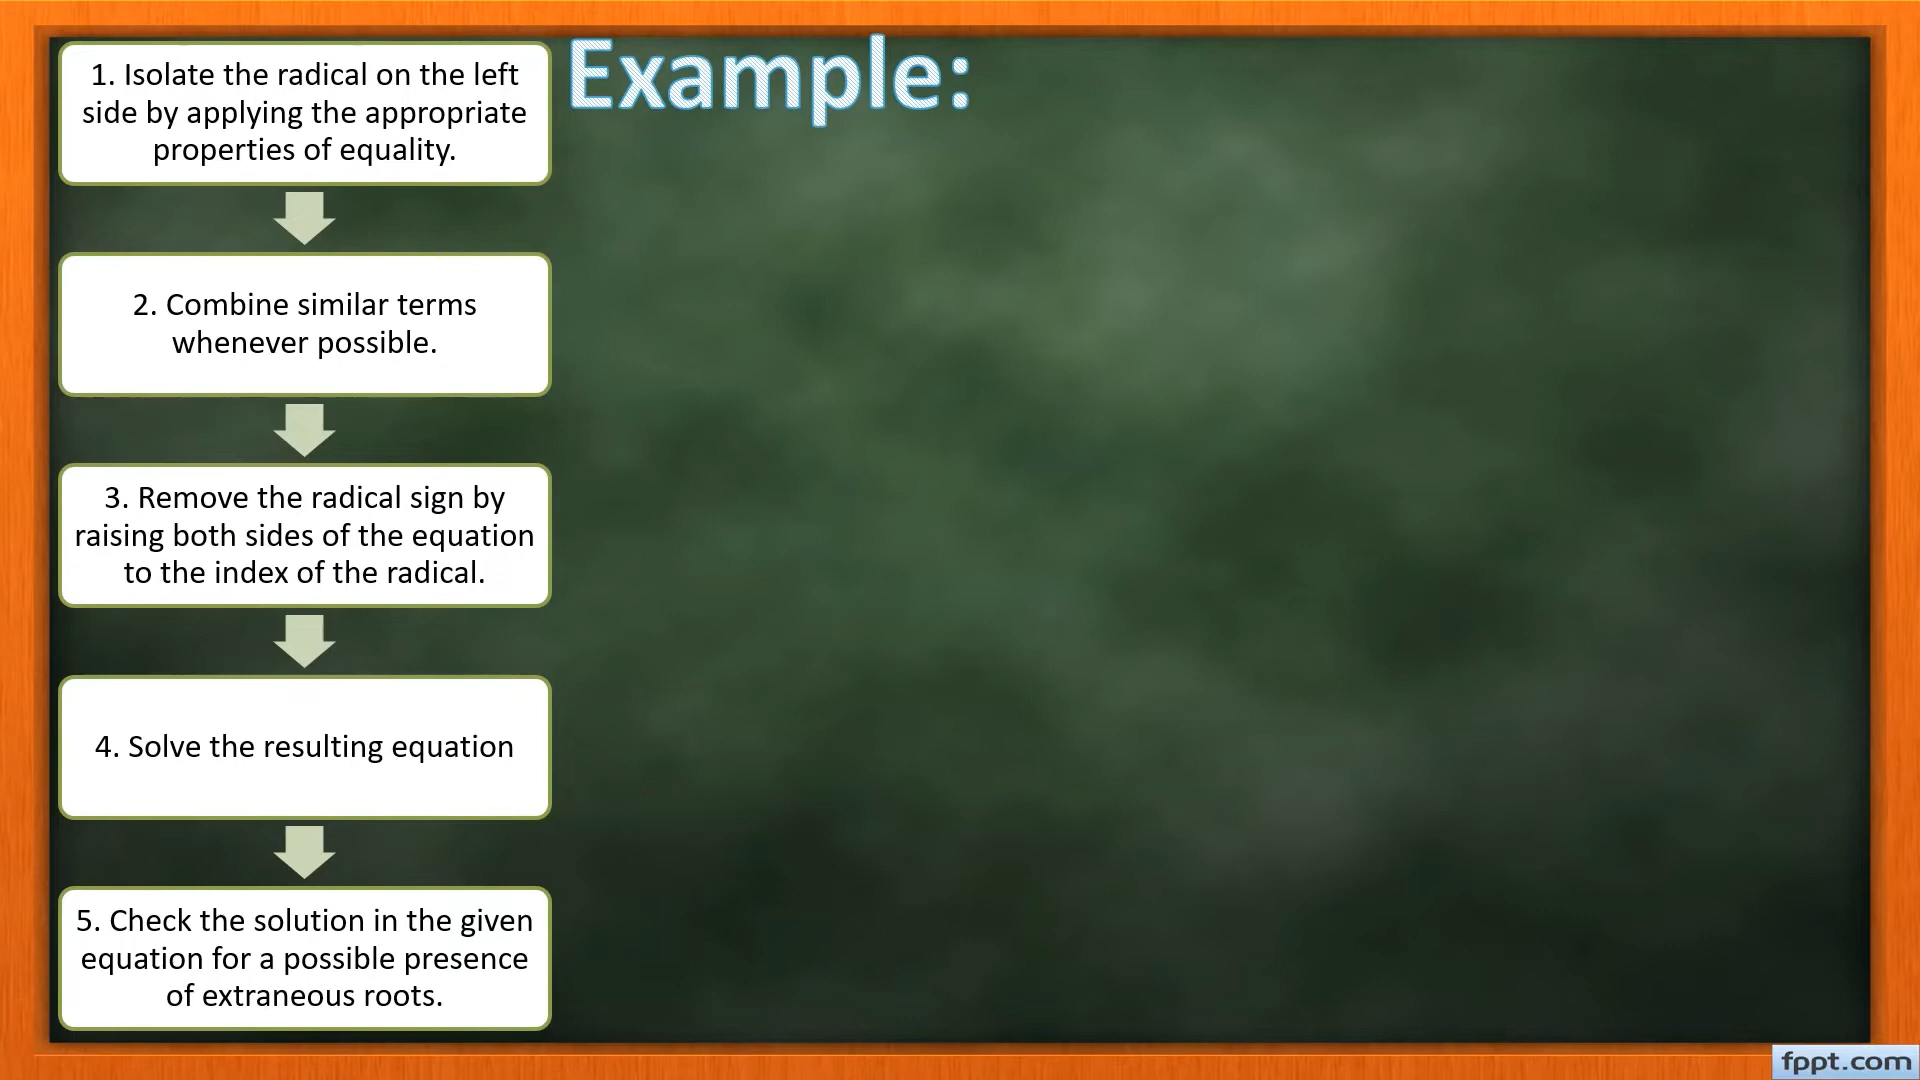 1. Isolate the radical on the left
side by applying the appropriate
properties of equality.
2. Combine similar terms
whenever possible.
3. Remove the radical sign by
raising both sides of the equation
to the index of the radical.
4. Solve the resulting equation
5. Check the solution in the given
equation for a possible presence
of extraneous roots.
Example:
fppt.com